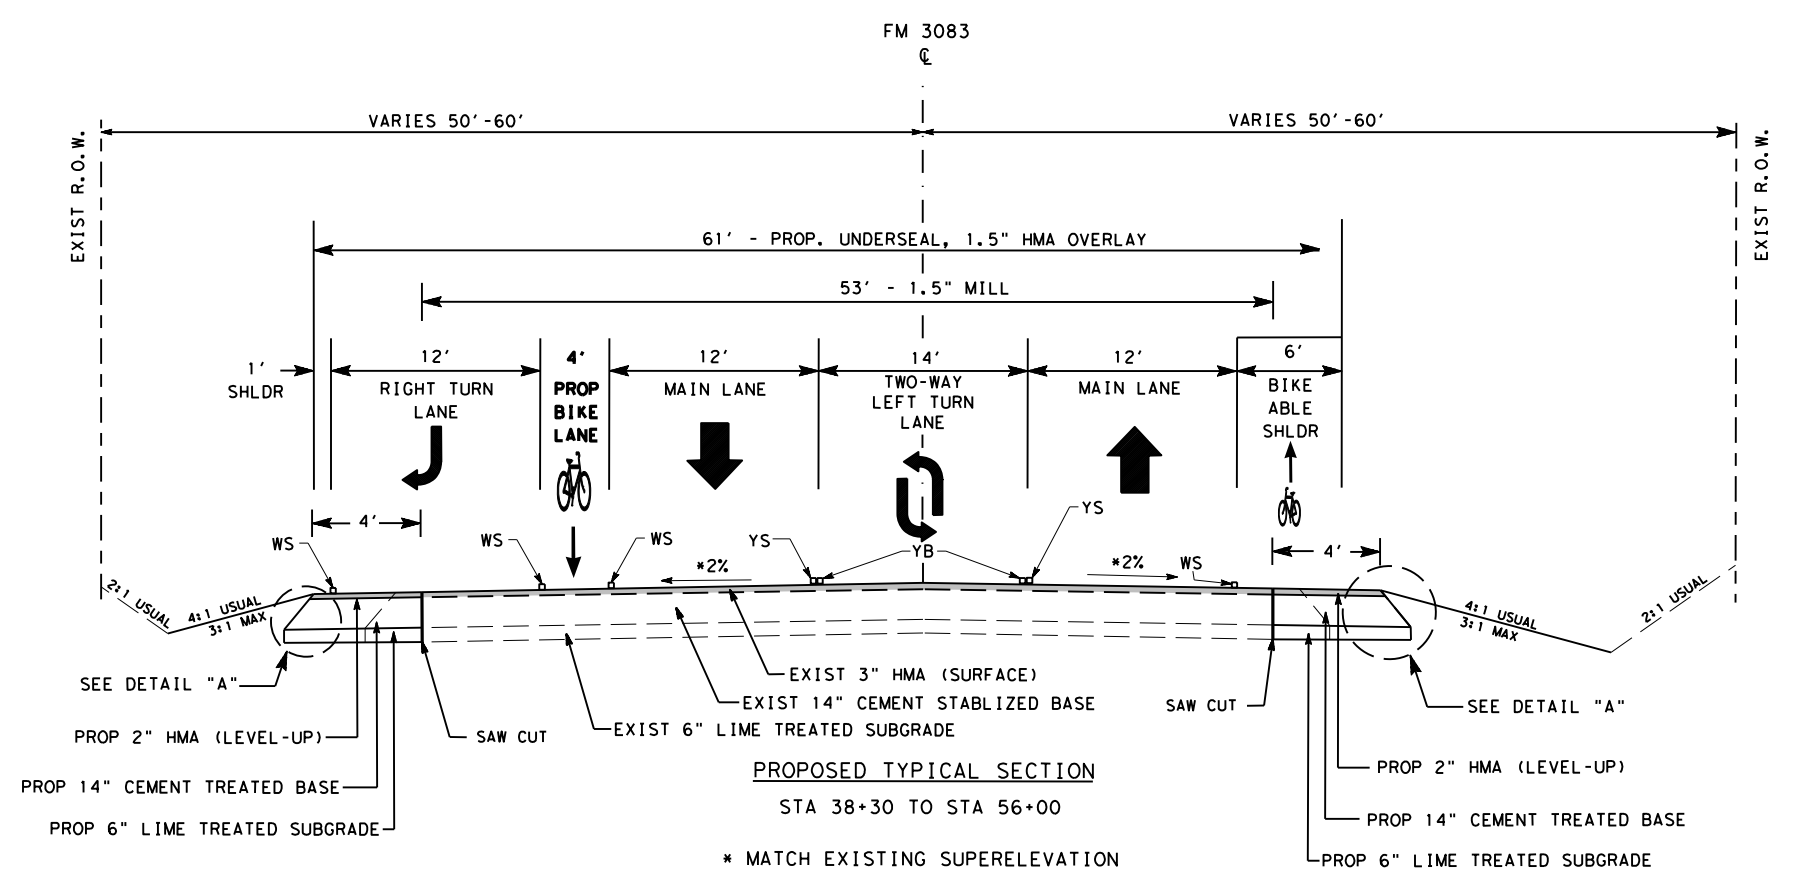 FM 3083
℄
VARIES 50'-60'
VARIES 50'-60'
EXIST R.O.W.
EXIST R.O.W.
61' - PROP. UNDERSEAL, 1.5" HMA OVERLAY
53' - 1.5" MILL
1'
SHLDR
12'
RIGHT TURN
LANE
4'
PROP
BIKE
LANE
12'
MAIN LANE
14'
TWO-WAY
LEFT TURN
LANE
12'
MAIN LANE
6'
BIKE
ABLE
SHLDR
4'
4'
WS
WS
WS
YS
YB
YS
WS
*2%
*2%
2:1 USUAL
4:1 USUAL
3:1 MAX
4:1 USUAL
3:1 MAX
2:1 USUAL
SEE DETAIL "A"
PROP 2" HMA (LEVEL-UP)
PROP 14" CEMENT TREATED BASE
PROP 6" LIME TREATED SUBGRADE
SAW CUT
EXIST 3" HMA (SURFACE)
EXIST 14" CEMENT STABLIZED BASE
EXIST 6" LIME TREATED SUBGRADE
SAW CUT
SEE DETAIL "A"
PROP 2" HMA (LEVEL-UP)
PROP 14" CEMENT TREATED BASE
PROP 6" LIME TREATED SUBGRADE
PROPOSED TYPICAL SECTION
STA 38+30 TO STA 56+00
* MATCH EXISTING SUPERELEVATION